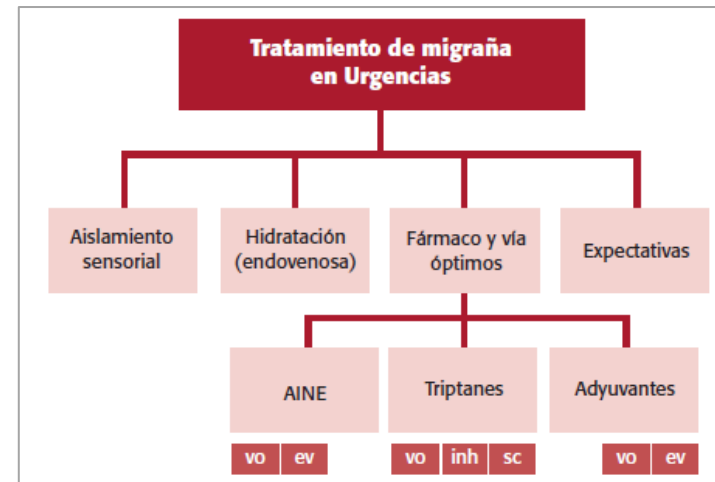 Tratamiento de migraña
en Urgencias
Aislamiento
sensorial
Hidratación
(endovenosa)
Fármaco y vía
óptimos
Expectativas
AINE
Triptanes
Adyuvantes
vo ev
vo inh sc
vo ev